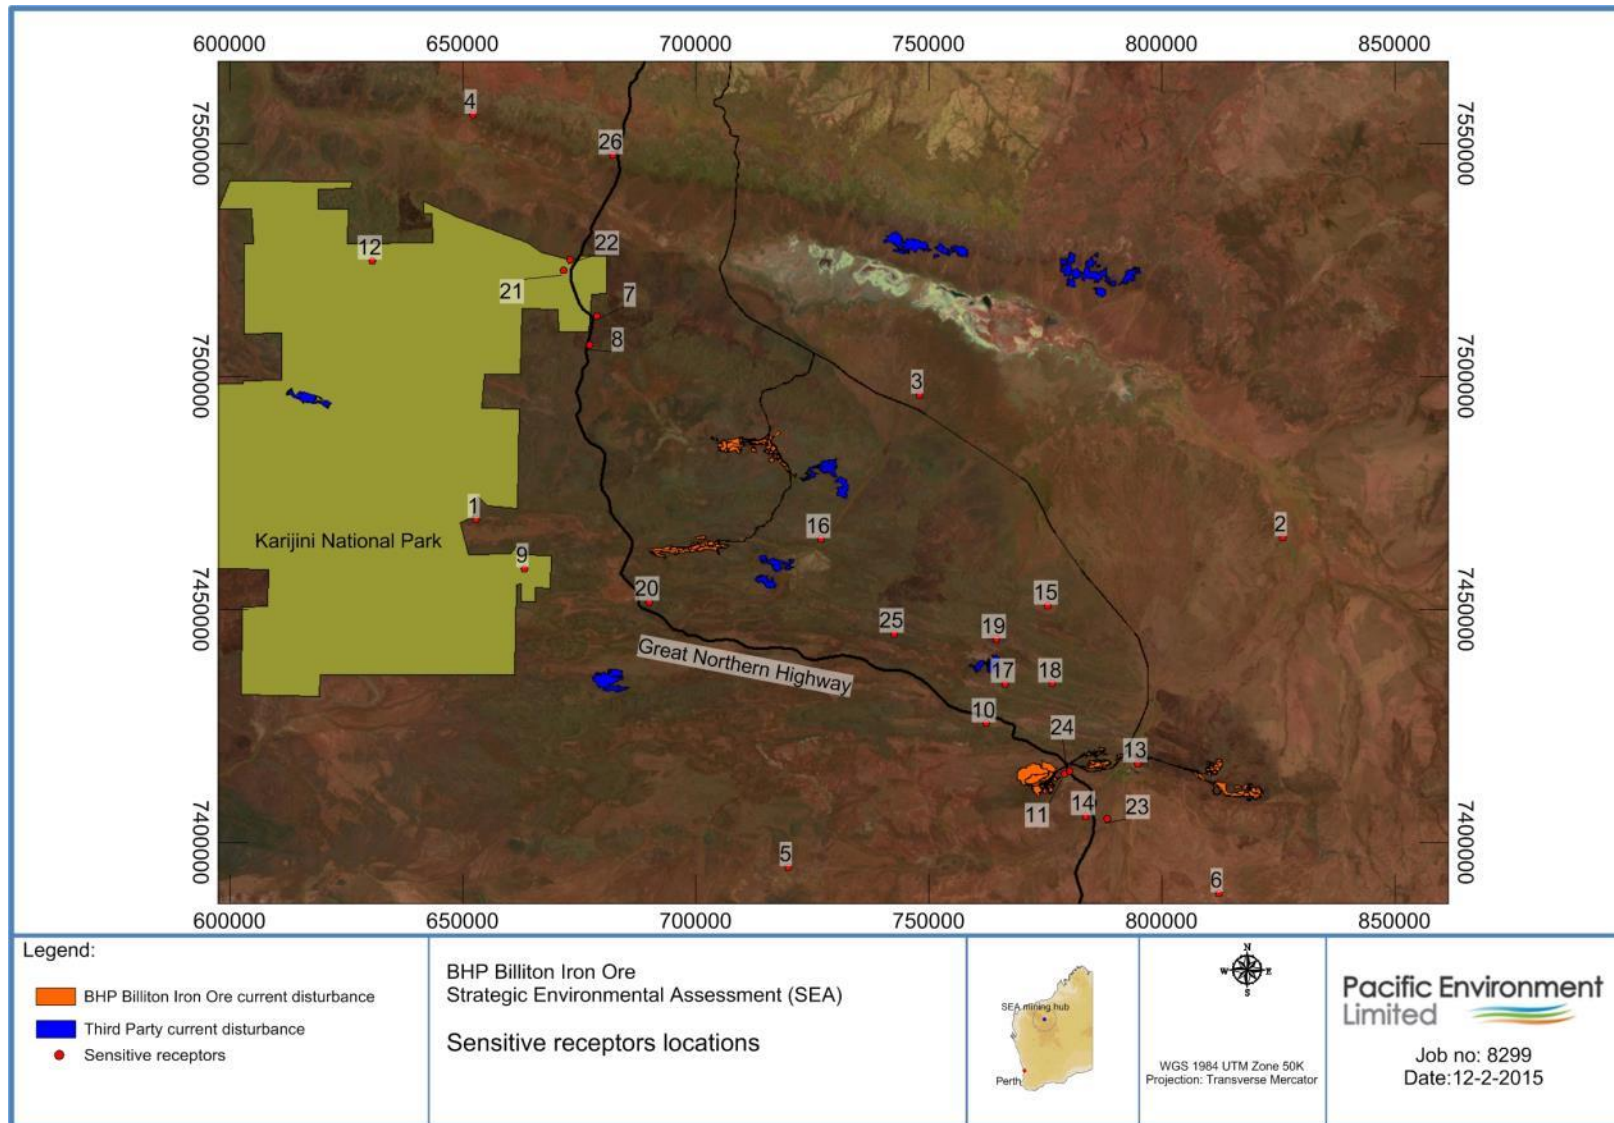 600000 650000 700000 750000 800000 850000
4
26
7550000
7550000
12
22
21
7
8
7500000
7500000
3
1
16
2
Karijini National Park
9
20
15
7450000
7450000
25
19
Great Northern Highway
17
18
10
24
13
11
14
23
7400000
7400000
5
6
600000 650000 700000 750000 800000 850000
Legend:
BHP Billiton Iron Ore current disturbance
Third Party current disturbance
Sensitive receptors
BHP Billiton Iron Ore
Strategic Environmental Assessment (SEA)
Sensitive receptors locations
SEA mining hub
Perth
N
W E
S
WGS 1984 UTM Zone 50K
Projection: Transverse Mercator
Pacific Environment
Limited
Job no: 8299
Date:12-2-2015